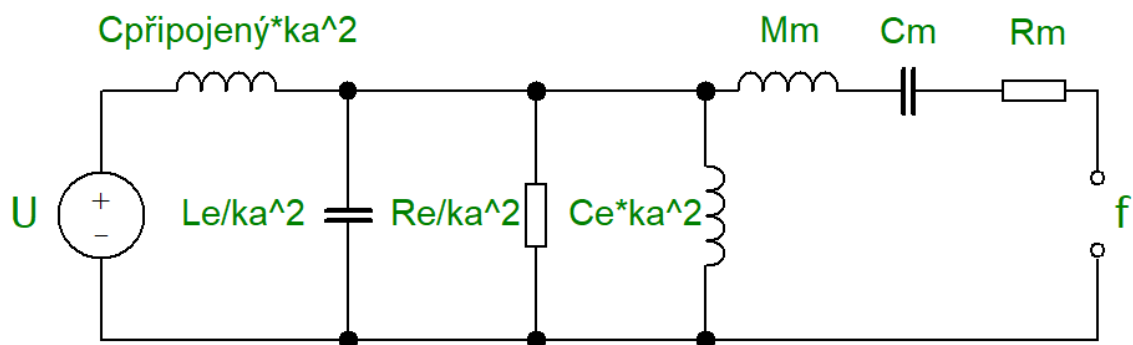 Cpřipojený*ka^2
Mm
Cm
Rm
U
+
−
Le/ka^2
Re/ka^2
Ce*ka^2
f